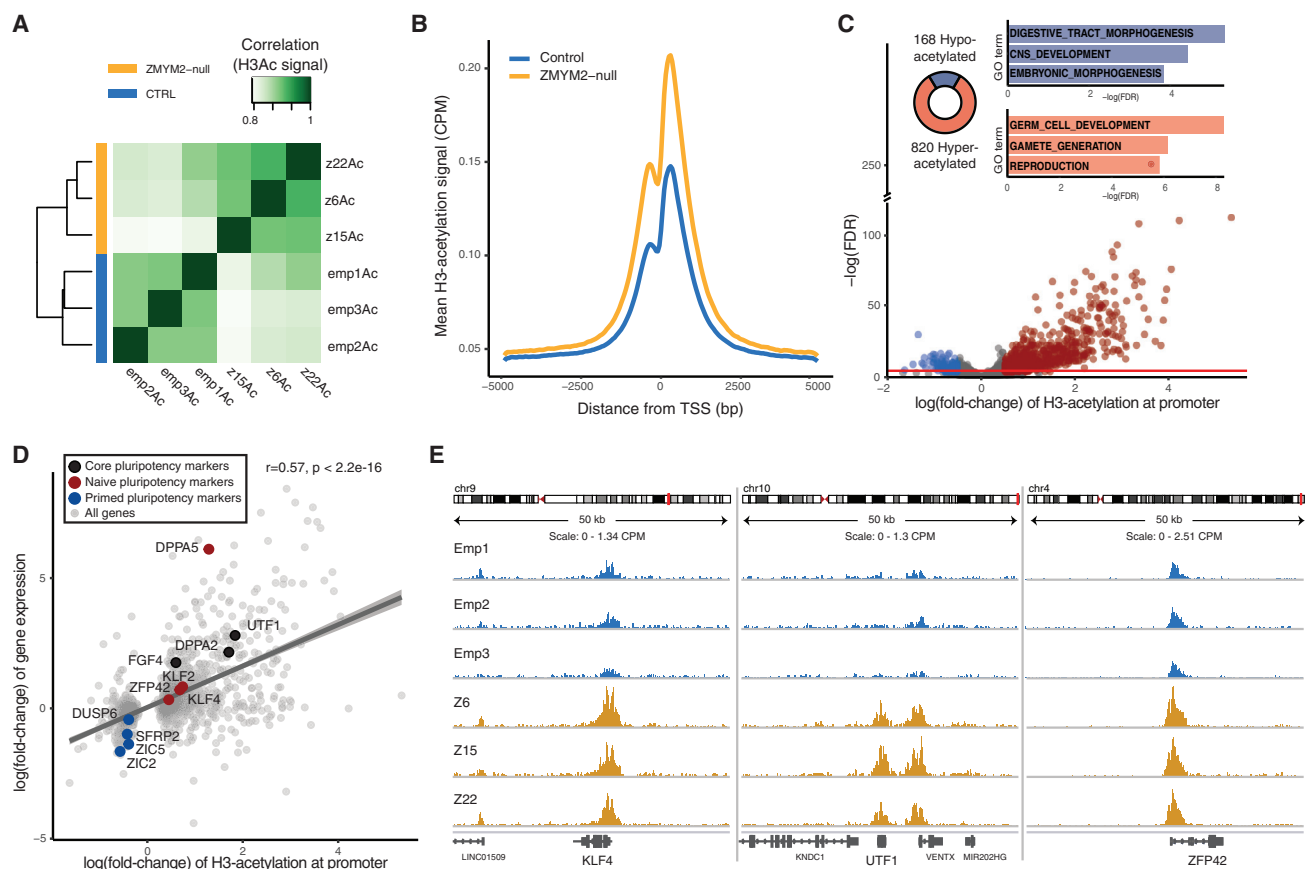 A
ZMYM2-null
CTRL
Correlation
(H3Ac signal)
0.8
1
z22Ac
z6Ac
z15Ac
emp1Ac
emp3Ac
emp2Ac
emp2Ac
emp3Ac
emp1Ac
z15Ac
z6Ac
z22Ac
B
Mean H3-acetylation signal (CPM)
0.20
0.15
0.10
0.05
Control
ZMYM2-null
−5000
−2500
0
2500
5000
Distance from TSS (bp)
C
168 Hypo-
acetylated
820 Hyper-
acetylated
GO term
DIGESTIVE_TRACT_MORPHOGENESIS
CNS_DEVELOPMENT
EMBRYONIC_MORPHOGENESIS
0
2
4
−log(FDR)
GO term
GERM_CELL_DEVELOPMENT
GAMETE_GENERATION
REPRODUCTION
0
2
4
6
8
−log(FDR)
−log(FDR)
250
100
50
0
−2
0
2
4
log(fold-change) of H3-acetylation at promoter
D
Core pluripotency markers
Naive pluripotency markers
Primed pluripotency markers
All genes
r=0.57, p < 2.2e-16
log(fold-change) of gene expression
5
0
−5
DPPA5
UTF1
DPPA2
FGF4
KLF2
ZFP42
KLF4
DUSP6
SFRP2
ZIC5
ZIC2
0
2
4
log(fold-change) of H3-acetylation at promoter
E
chr9
chr10
chr4
50 kb
50 kb
50 kb
Scale: 0 - 1.34 CPM
Scale: 0 - 1.3 CPM
Scale: 0 - 2.51 CPM
Emp1
Emp2
Emp3
Z6
Z15
Z22
LINC01509
KLF4
KNDC1
UTF1
VENTX
MIR202HG
ZFP42